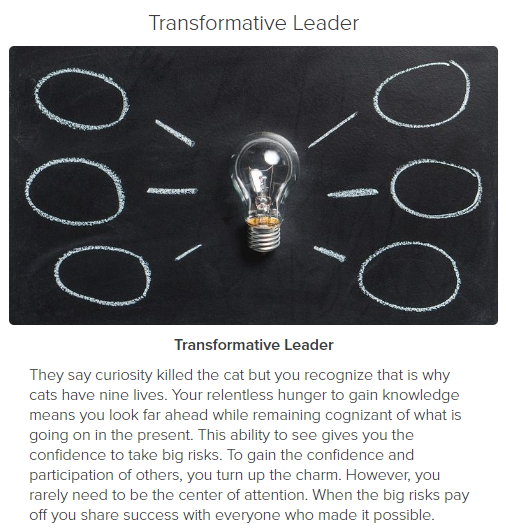 Transformative Leader
Transformative Leader
They say curiosity killed the cat but you recognize that is why
cats have nine lives. Your relentless hunger to gain knowledge
means you look far ahead while remaining cognizant of what is
going on in the present. This ability to see gives you the
confidence to take big risks. To gain the confidence and
participation of others, you turn up the charm. However, you
rarely need to be the center of attention. When the big risks pay
off you share success with everyone who made it possible.